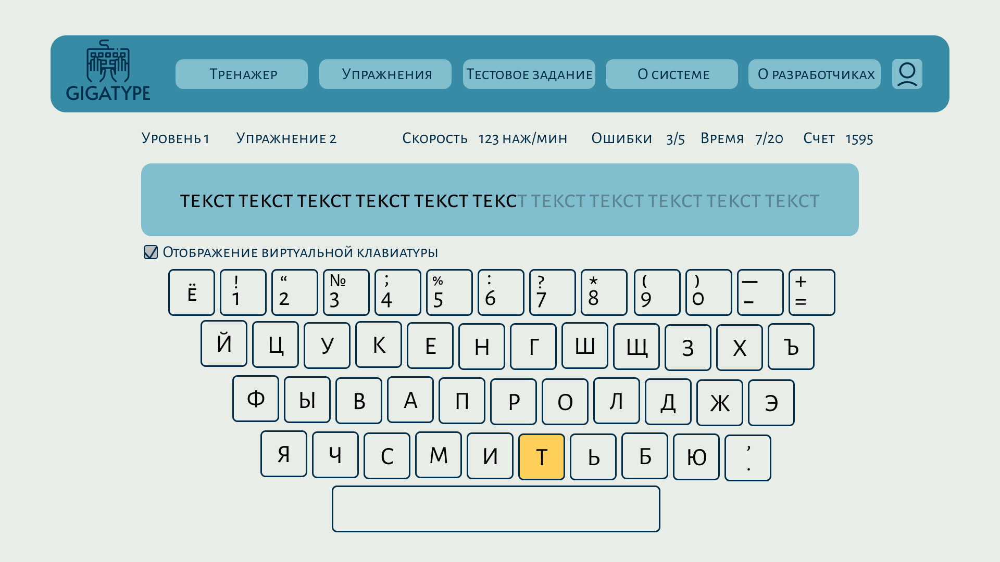 GIGATYPE
Тренажер Упражнения Тестовое задание О системе О разработчиках
Уровень 1 Упражнение 2 Скорость 123 наж/мин Ошибки 3/5 Время 7/20 Счет 1595
ТЕКСТ ТЕКСТ ТЕКСТ ТЕКСТ ТЕКСТ ТЕКСТ ТЕКСТ ТЕКСТ ТЕКСТ ТЕКСТ ТЕКСТ
Отображение виртуальной клавиатуры
! “ № ; % : ? * ( ) — +
Ё 1 2 3 4 5 6 7 8 9 0 – =
Й Ц У К Е Н Г Ш Щ З Х Ъ
Ф Ы В А П Р О Л Д Ж Э
Я Ч С М И Т Ь Б Ю ,
.